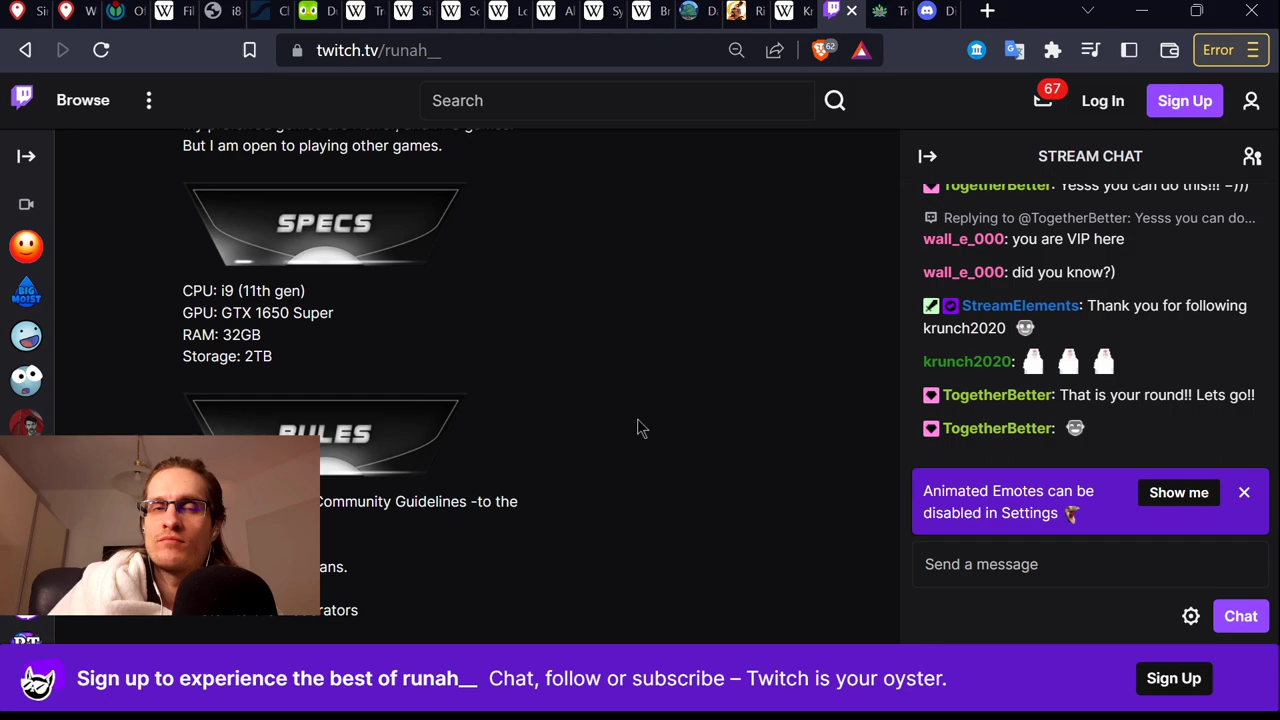 twitch.tv/runah__
62
Error
Browse
Search
67
Log In
Sign Up
But I am open to playing other games.
SPECS
CPU: i9 (11th gen)
GPU: GTX 1650 Super
RAM: 32GB
Storage: 2TB
RULES
Community Guidelines -to the
ans.
BIG
MOIST
STREAM CHAT
TogetherBetter: Yesss you can do this!!! =)))
Replying to @TogetherBetter: Yesss you can do...
wall_e_000: you are VIP here
wall_e_000: did you know?)
StreamElements: Thank you for following
krunch2020
krunch2020:
TogetherBetter: That is your round!! Lets go!!
TogetherBetter:
Animated Emotes can be
disabled in Settings
Show me
Send a message
Chat
Sign up to experience the best of runah__ Chat, follow or subscribe – Twitch is your oyster.
Sign Up